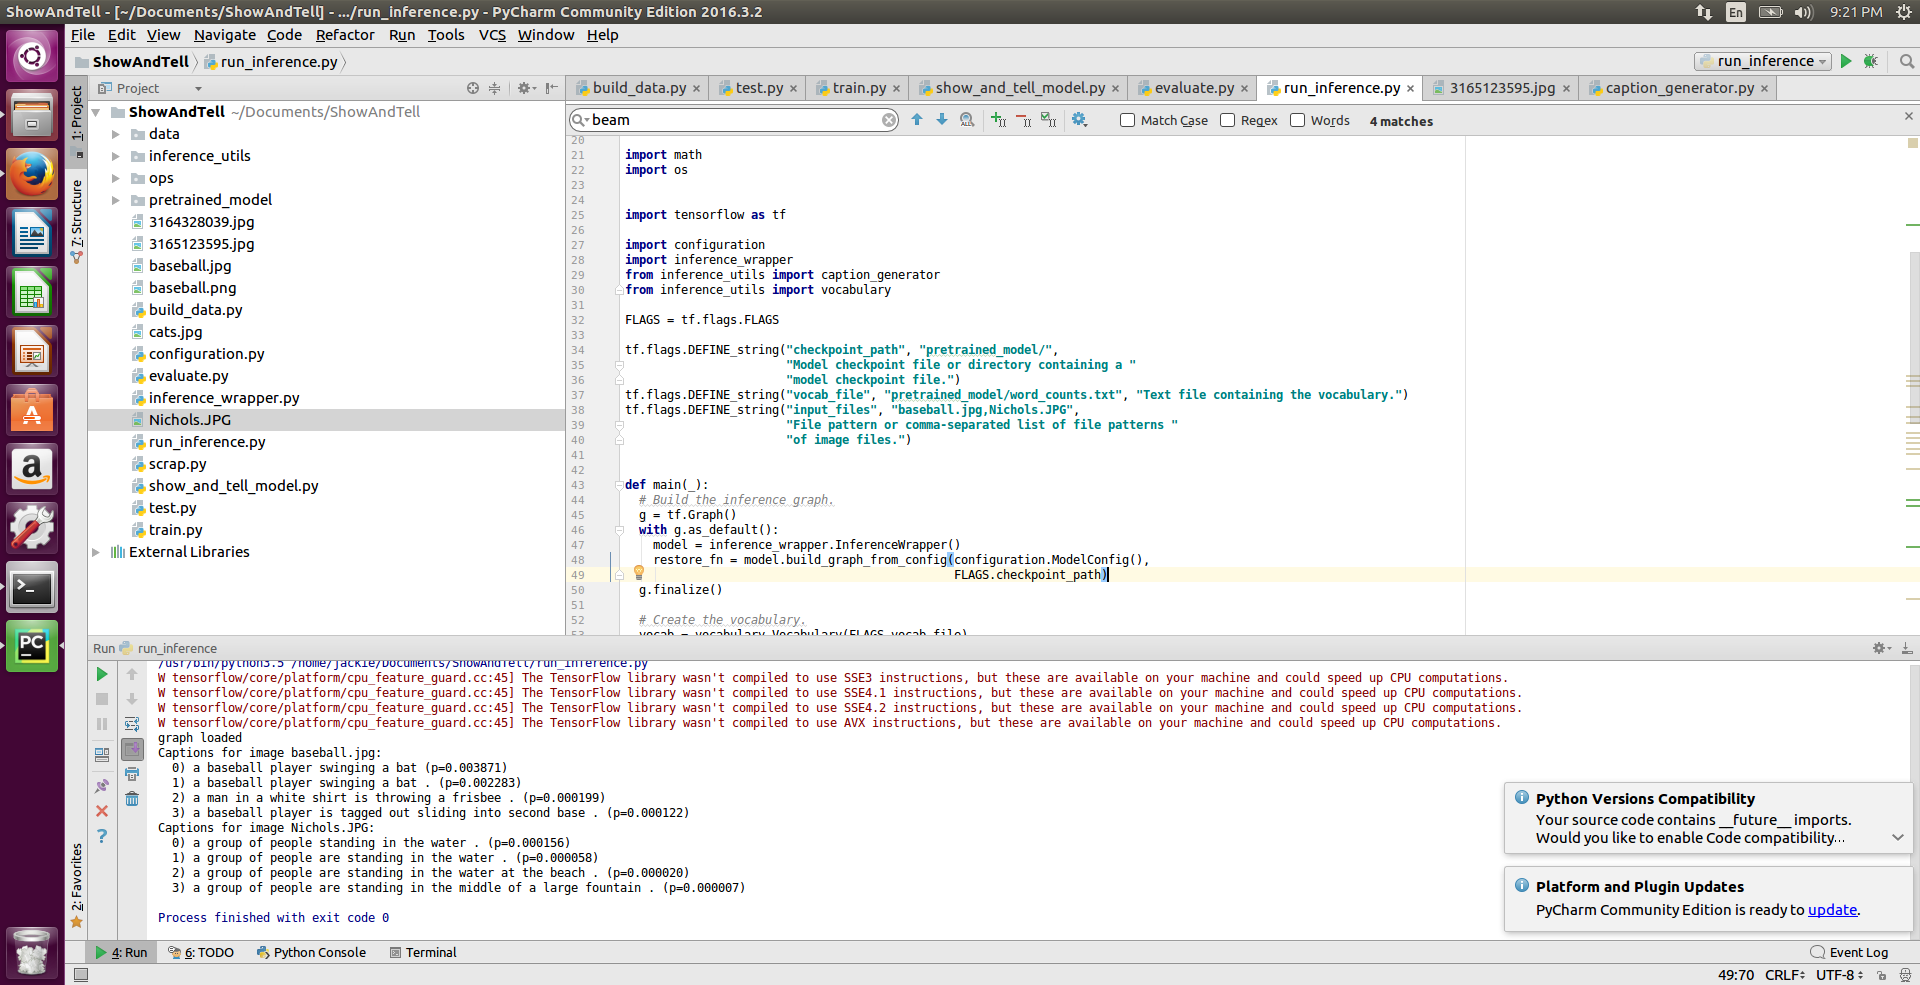 ShowAndTell - [~/Documents/ShowAndTell] - .../run_inference.py - PyCharm Community Edition 2016.3.2
En
9:21 PM
File Edit View Navigate Code Refactor Run Tools VCS Window Help
ShowAndTell run_inference.py
run_inference
1: Project
7: Structure
2: Favorites
Project
ShowAndTell ~/Documents/ShowAndTell
data
inference_utils
ops
pretrained_model
3164328039.jpg
3165123595.jpg
baseball.jpg
baseball.png
build_data.py
cats.jpg
configuration.py
evaluate.py
inference_wrapper.py
Nichols.JPG
run_inference.py
scrap.py
show_and_tell_model.py
test.py
train.py
External Libraries
build_data.py test.py train.py show_and_tell_model.py evaluate.py run_inference.py 3165123595.jpg caption_generator.py
beam
Match Case Regex Words 4 matches
20
21 import math
22 import os
23
24
25 import tensorflow as tf
26
27 import configuration
28 import inference_wrapper
29 from inference_utils import caption_generator
30 from inference_utils import vocabulary
31
32 FLAGS = tf.flags.FLAGS
33
34 tf.flags.DEFINE_string("checkpoint_path", "pretrained_model/",
35 "Model checkpoint file or directory containing a "
36 "model checkpoint file.")
37 tf.flags.DEFINE_string("vocab_file", "pretrained_model/word_counts.txt", "Text file containing the vocabulary.")
38 tf.flags.DEFINE_string("input_files", "baseball.jpg,Nichols.JPG",
39 "File pattern or comma-separated list of file patterns "
40 "of image files.")
41
42
43 def main(_):
44 # Build the inference graph.
45 g = tf.Graph()
46 with g.as_default():
47 model = inference_wrapper.InferenceWrapper()
48 restore_fn = model.build_graph_from_config(configuration.ModelConfig(),
49 FLAGS.checkpoint_path)
50 g.finalize()
51
52 # Create the vocabulary.
53 vocab = vocabulary.Vocabulary(FLAGS.vocab_file)
Run run_inference
/usr/bin/python3.5 /home/jackie/Documents/ShowAndTell/run_inference.py
W tensorflow/core/platform/cpu_feature_guard.cc:45] The TensorFlow library wasn't compiled to use SSE3 instructions, but these are available on your machine and could speed up CPU computations.
W tensorflow/core/platform/cpu_feature_guard.cc:45] The TensorFlow library wasn't compiled to use SSE4.1 instructions, but these are available on your machine and could speed up CPU computations.
W tensorflow/core/platform/cpu_feature_guard.cc:45] The TensorFlow library wasn't compiled to use SSE4.2 instructions, but these are available on your machine and could speed up CPU computations.
W tensorflow/core/platform/cpu_feature_guard.cc:45] The TensorFlow library wasn't compiled to use AVX instructions, but these are available on your machine and could speed up CPU computations.
graph loaded
Captions for image baseball.jpg:
0) a baseball player swinging a bat (p=0.003871)
1) a baseball player swinging a bat . (p=0.002283)
2) a man in a white shirt is throwing a frisbee . (p=0.000199)
3) a baseball player is tagged out sliding into second base . (p=0.000122)
Captions for image Nichols.JPG:
0) a group of people standing in the water . (p=0.000156)
1) a group of people are standing in the water . (p=0.000058)
2) a group of people are standing in the water at the beach . (p=0.000020)
3) a group of people are standing in the middle of a large fountain . (p=0.000007)
Process finished with exit code 0
Python Versions Compatibility
Your source code contains __future__ imports.
Would you like to enable Code compatibility...
Platform and Plugin Updates
PyCharm Community Edition is ready to update.
4: Run 6: TODO Python Console Terminal
Event Log
49:70 CRLF UTF-8